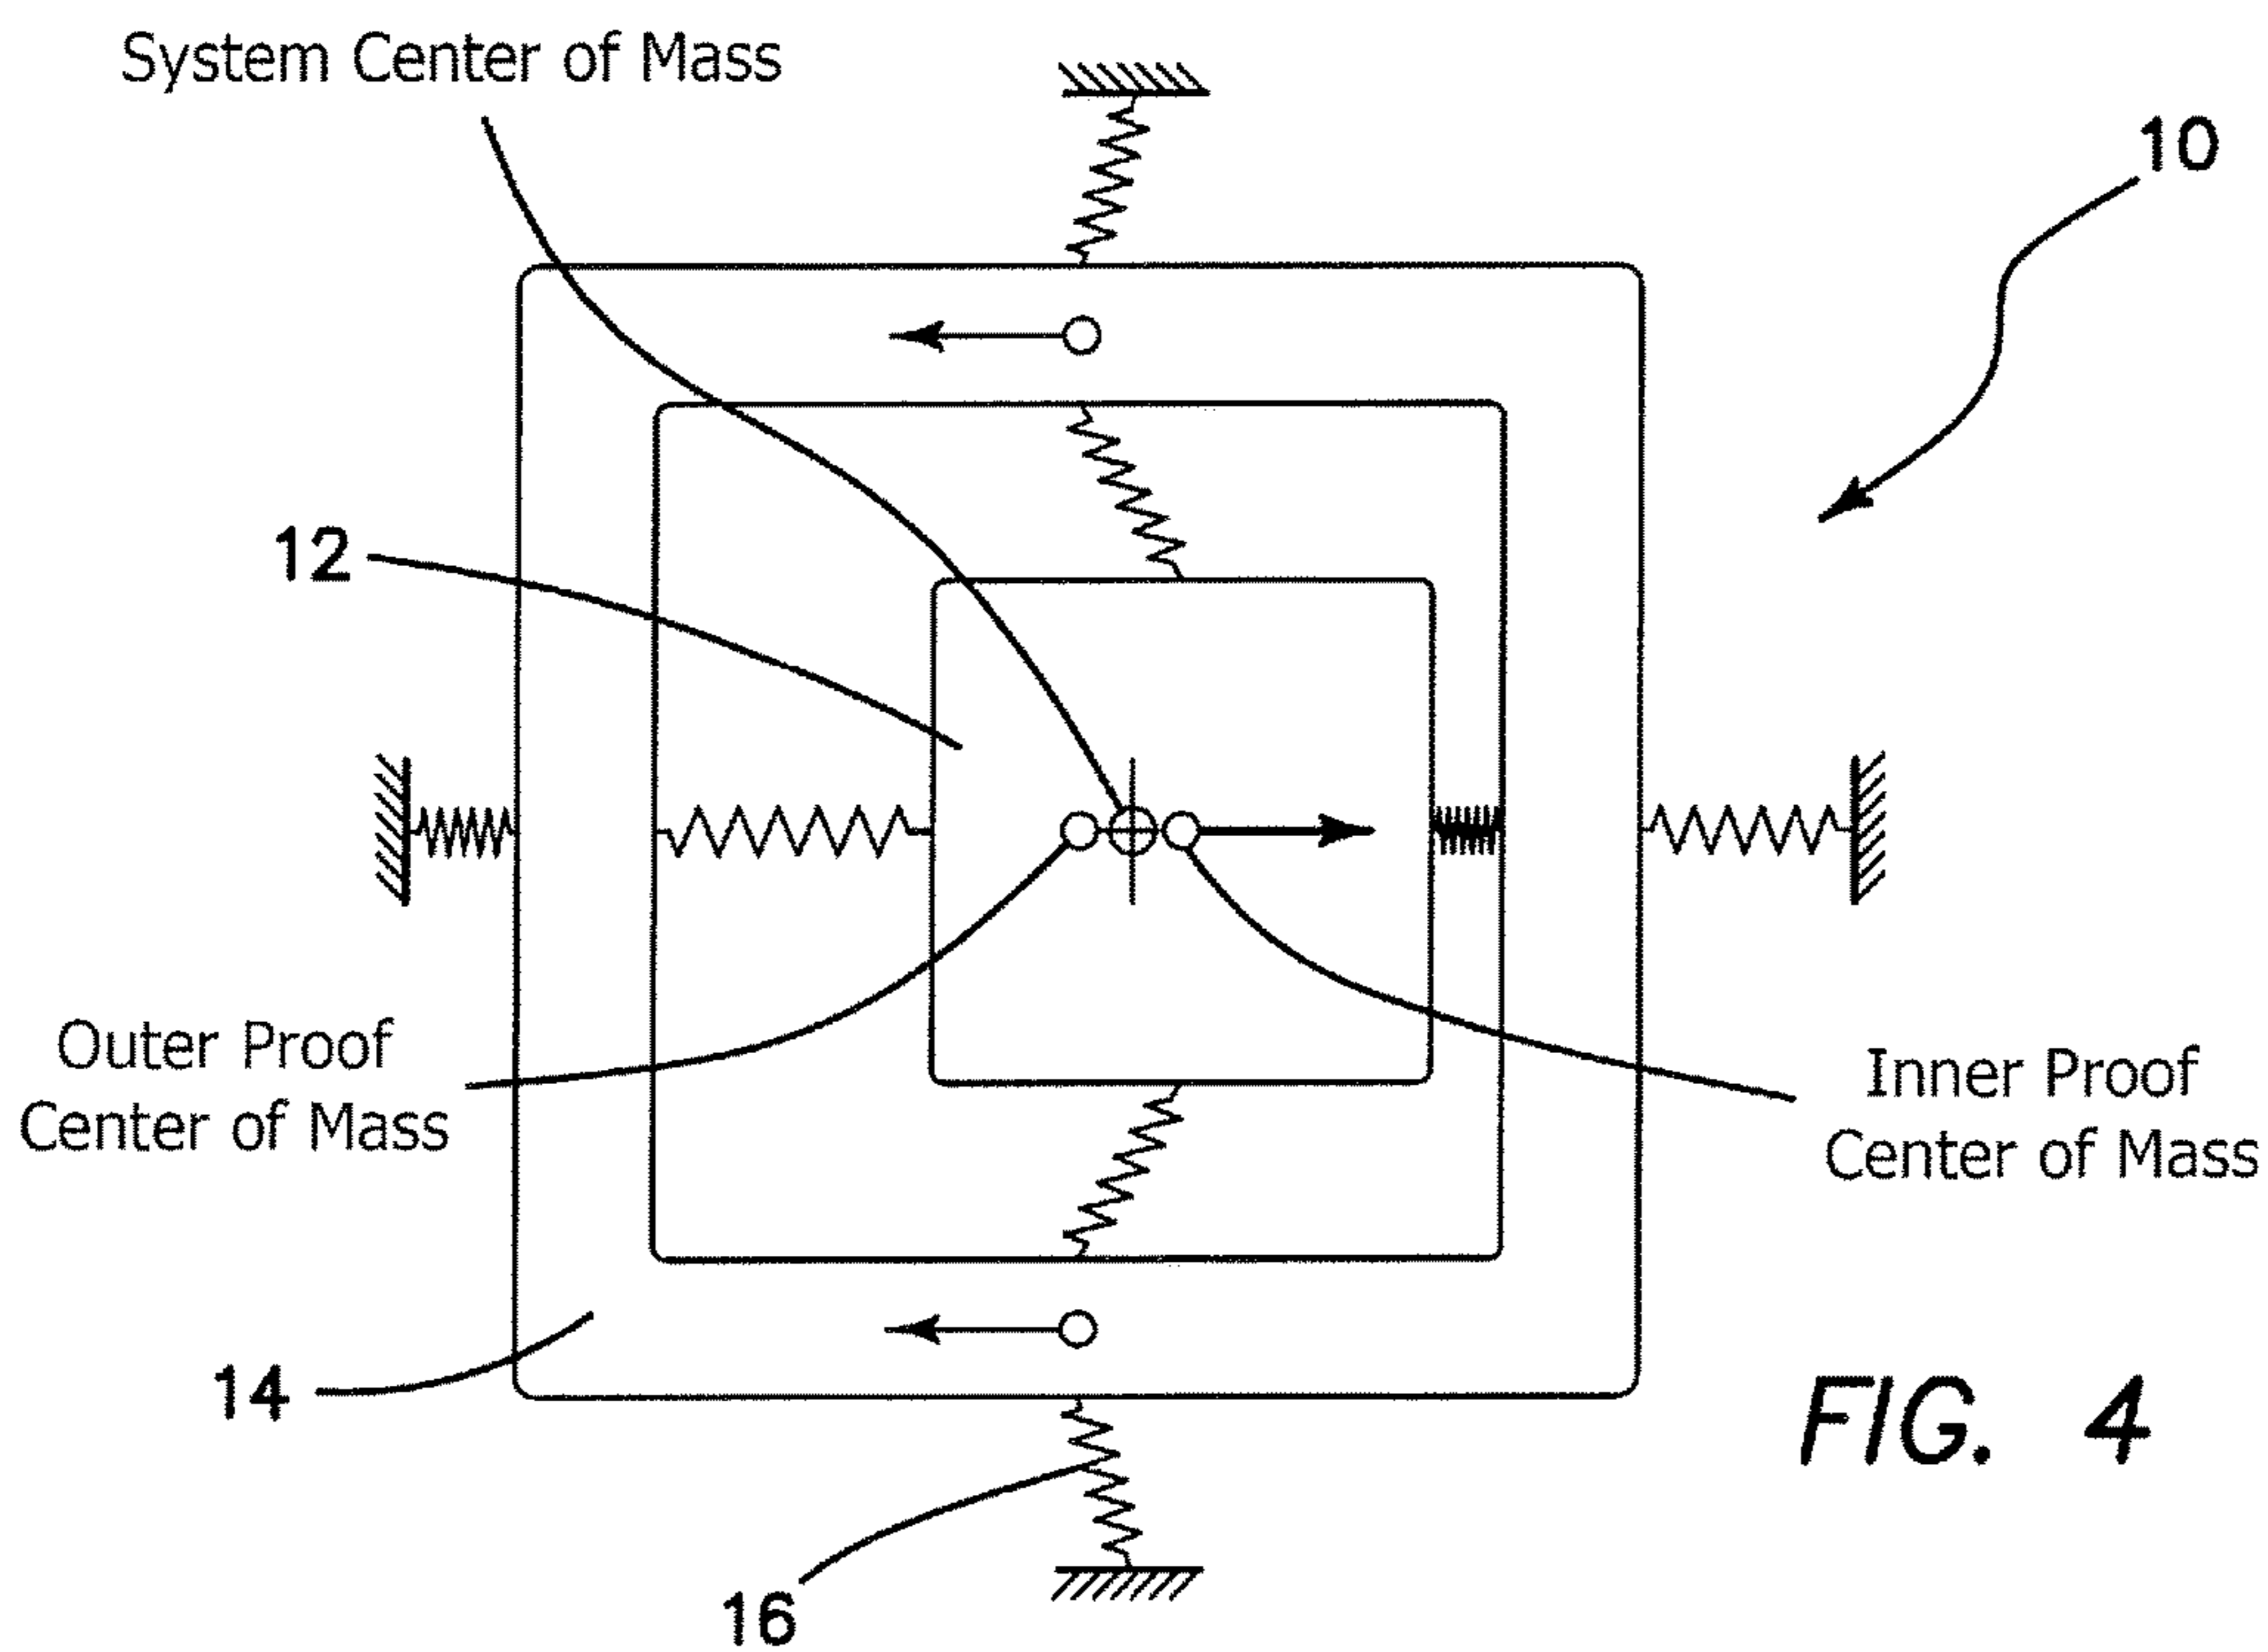 System Center of Mass
10
12
Outer Proof
Center of Mass
Inner Proof
Center of Mass
14
FIG. 4
16